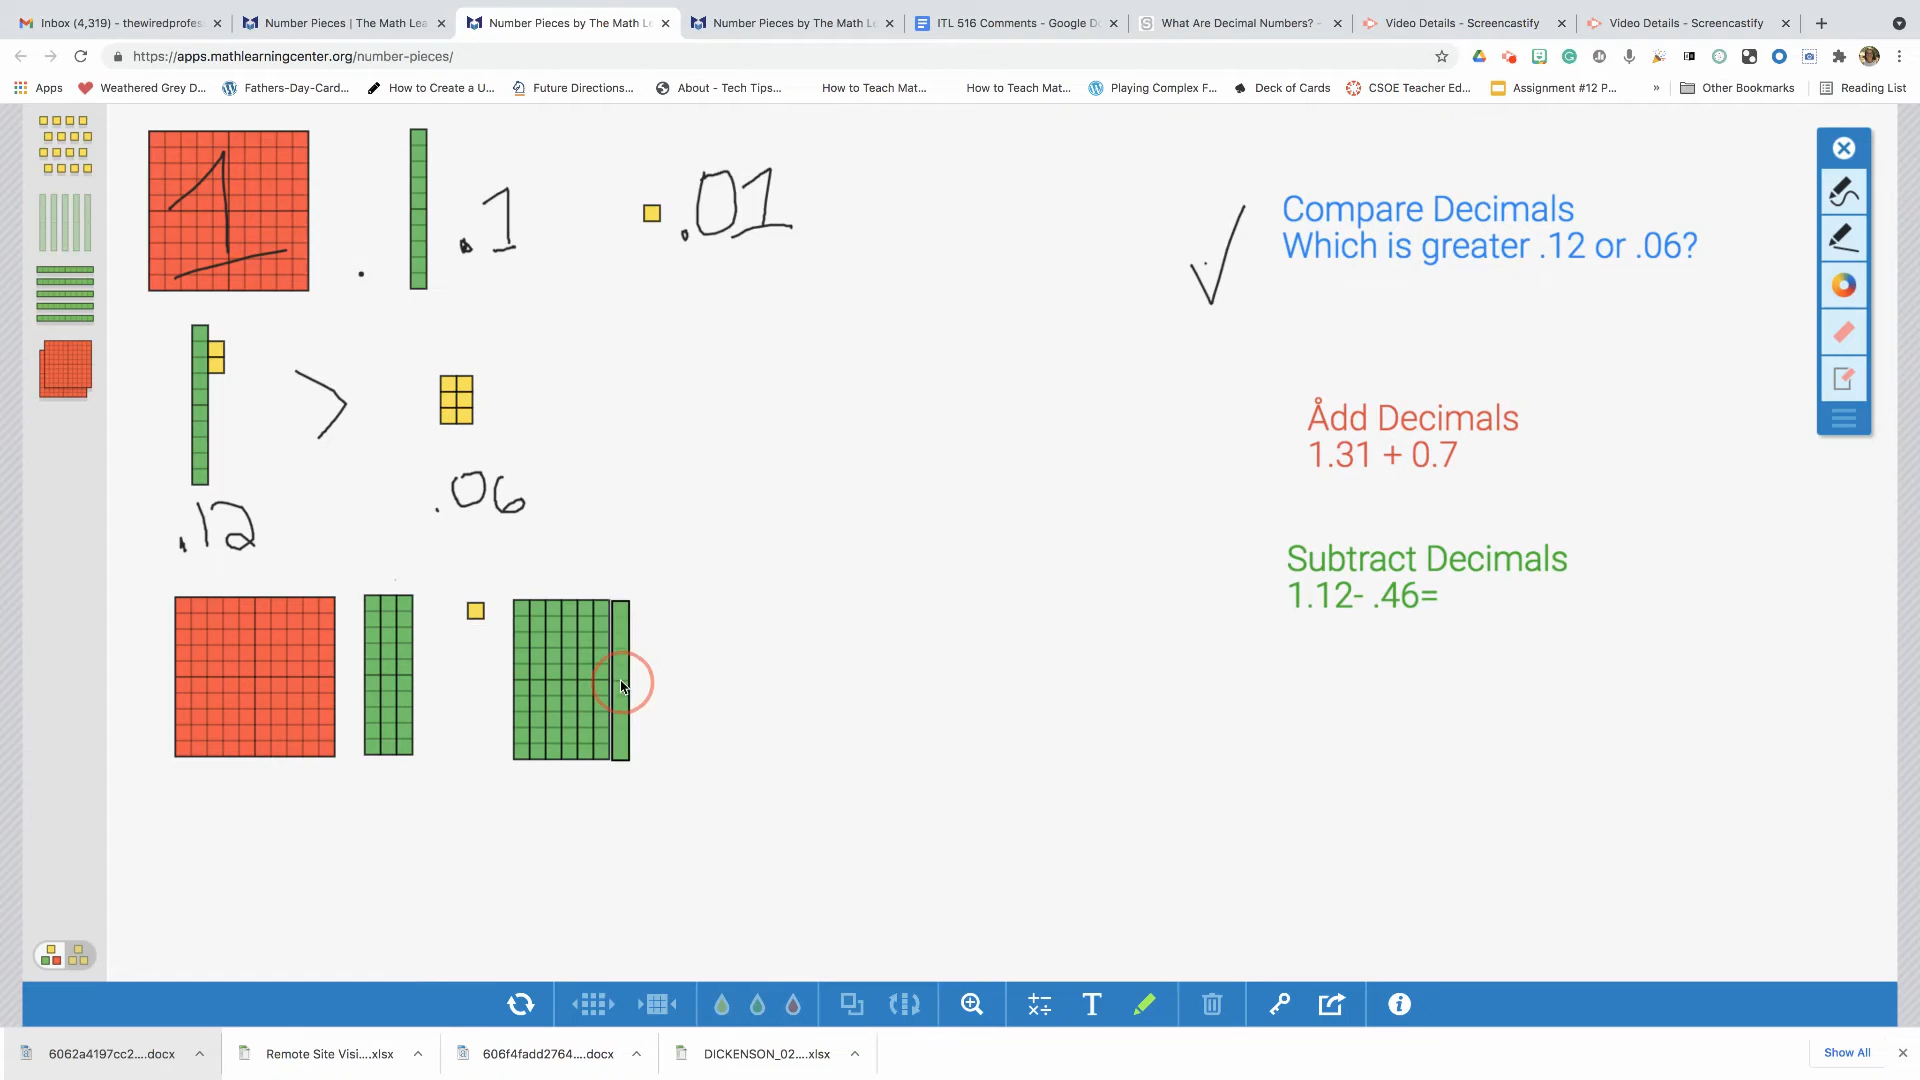 Inbox (4,319) - thewiredprofes
Number Pieces | The Math Lea
Number Pieces by The Math Le
Number Pieces by The Math Le
ITL 516 Comments - Google Do
What Are Decimal Numbers? -
Video Details - Screencastify
Video Details - Screencastify
https://apps.mathlearningcenter.org/number-pieces/
Apps
Weathered Grey D...
Fathers-Day-Card...
How to Create a U...
Future Directions...
About - Tech Tips...
How to Teach Mat...
How to Teach Mat...
Playing Complex F...
Deck of Cards
CSOE Teacher Ed...
Assignment #12 P...
»
Other Bookmarks
Reading List
1
.
.1
.01
Compare Decimals
Which is greater .12 or .06?
>
.12
.06
Ådd Decimals
1.31 + 0.7
Subtract Decimals
1.12- .46=
T
6062a4197cc2....docx
Remote Site Visi....xlsx
606f4fadd2764....docx
DICKENSON_02....xlsx
Show All